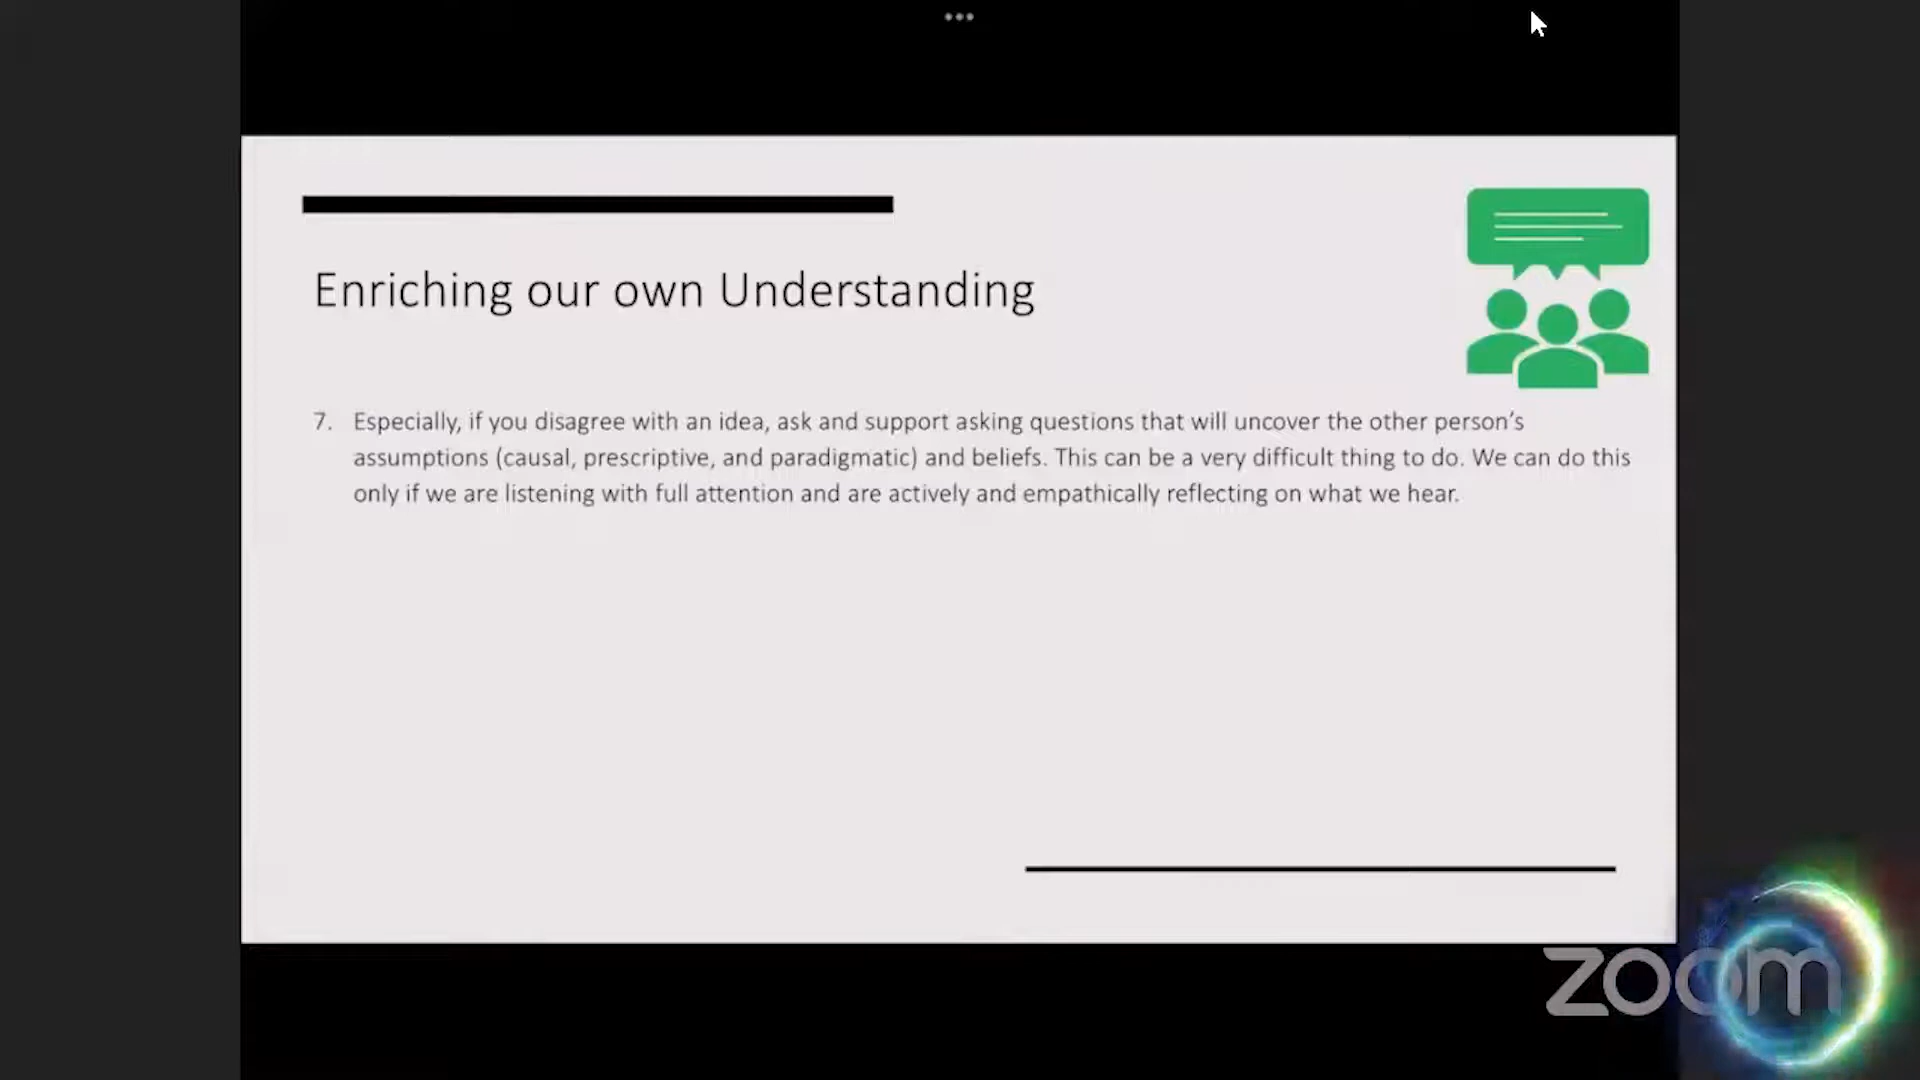 Enriching our own Understanding
7. Especially, if you disagree with an idea, ask and support asking questions that will uncover the other person’s
assumptions (causal, prescriptive, and paradigmatic) and beliefs. This can be a very difficult thing to do. We can do this
only if we are listening with full attention and are actively and empathically reflecting on what we hear.
zoom